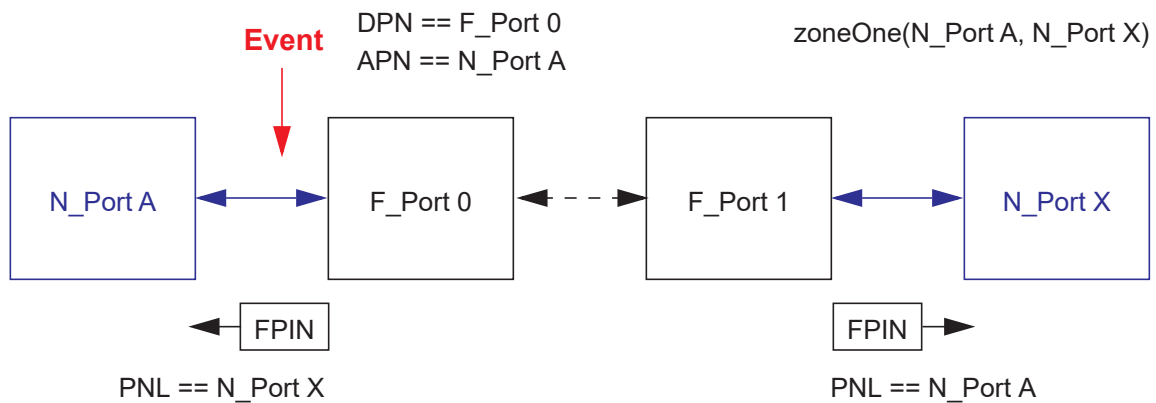 DPN == F_Port 0
Event
zoneOne(N_Port A, N_Port X)
APN == N_Port A
N_Port A
F_Port 0
F_Port 1
N_Port X
FPIN
FPIN
PNL == N_Port X
PNL == N_Port A